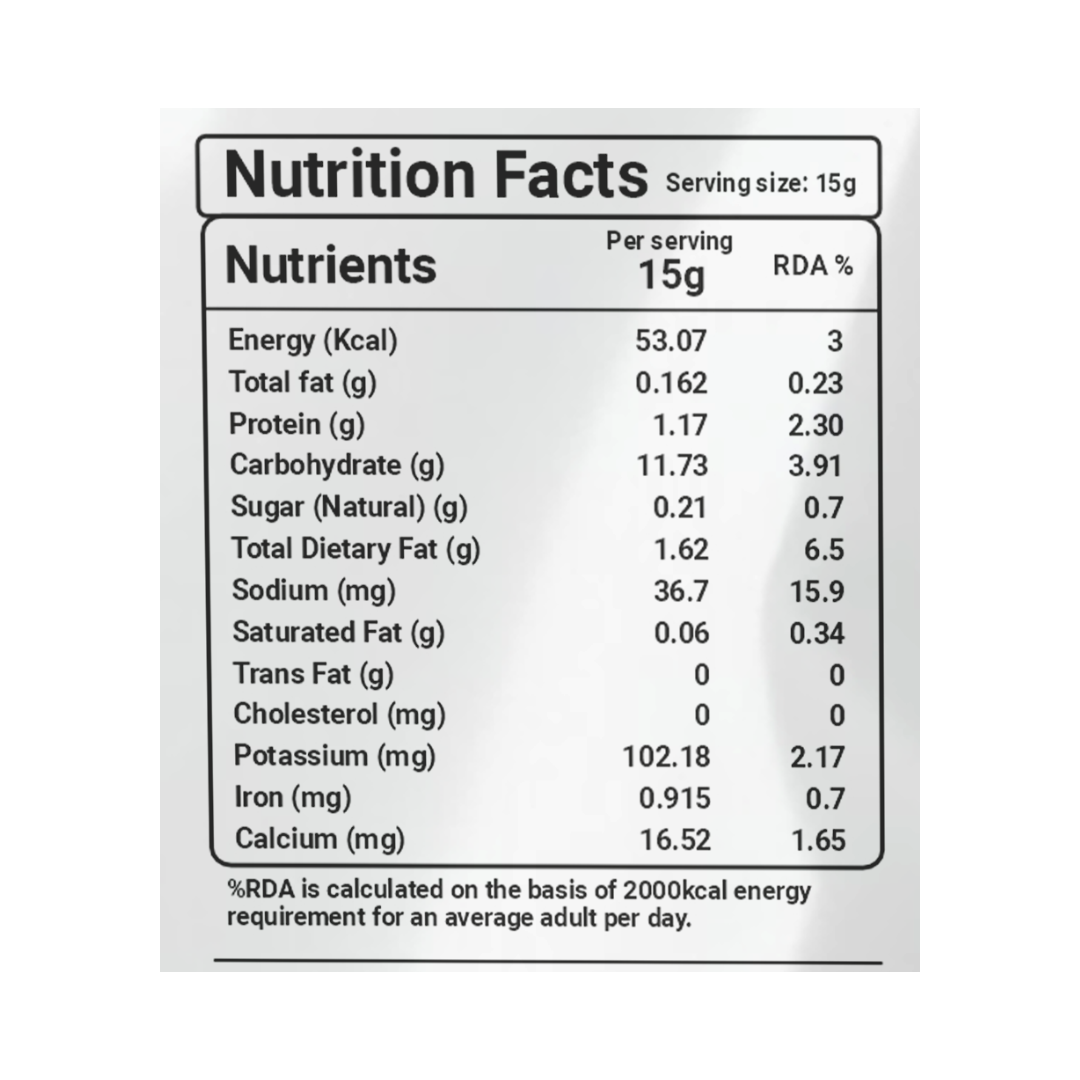 Nutrition Facts Serving size: 15g
Nutrients Per serving 15g RDA %
Energy (Kcal) 53.07 3
Total fat (g) 0.162 0.23
Protein (g) 1.17 2.30
Carbohydrate (g) 11.73 3.91
Sugar (Natural) (g) 0.21 0.7
Total Dietary Fat (g) 1.62 6.5
Sodium (mg) 36.7 15.9
Saturated Fat (g) 0.06 0.34
Trans Fat (g) 0 0
Cholesterol (mg) 0 0
Potassium (mg) 102.18 2.17
Iron (mg) 0.915 0.7
Calcium (mg) 16.52 1.65
%RDA is calculated on the basis of 2000kcal energy
requirement for an average adult per day.